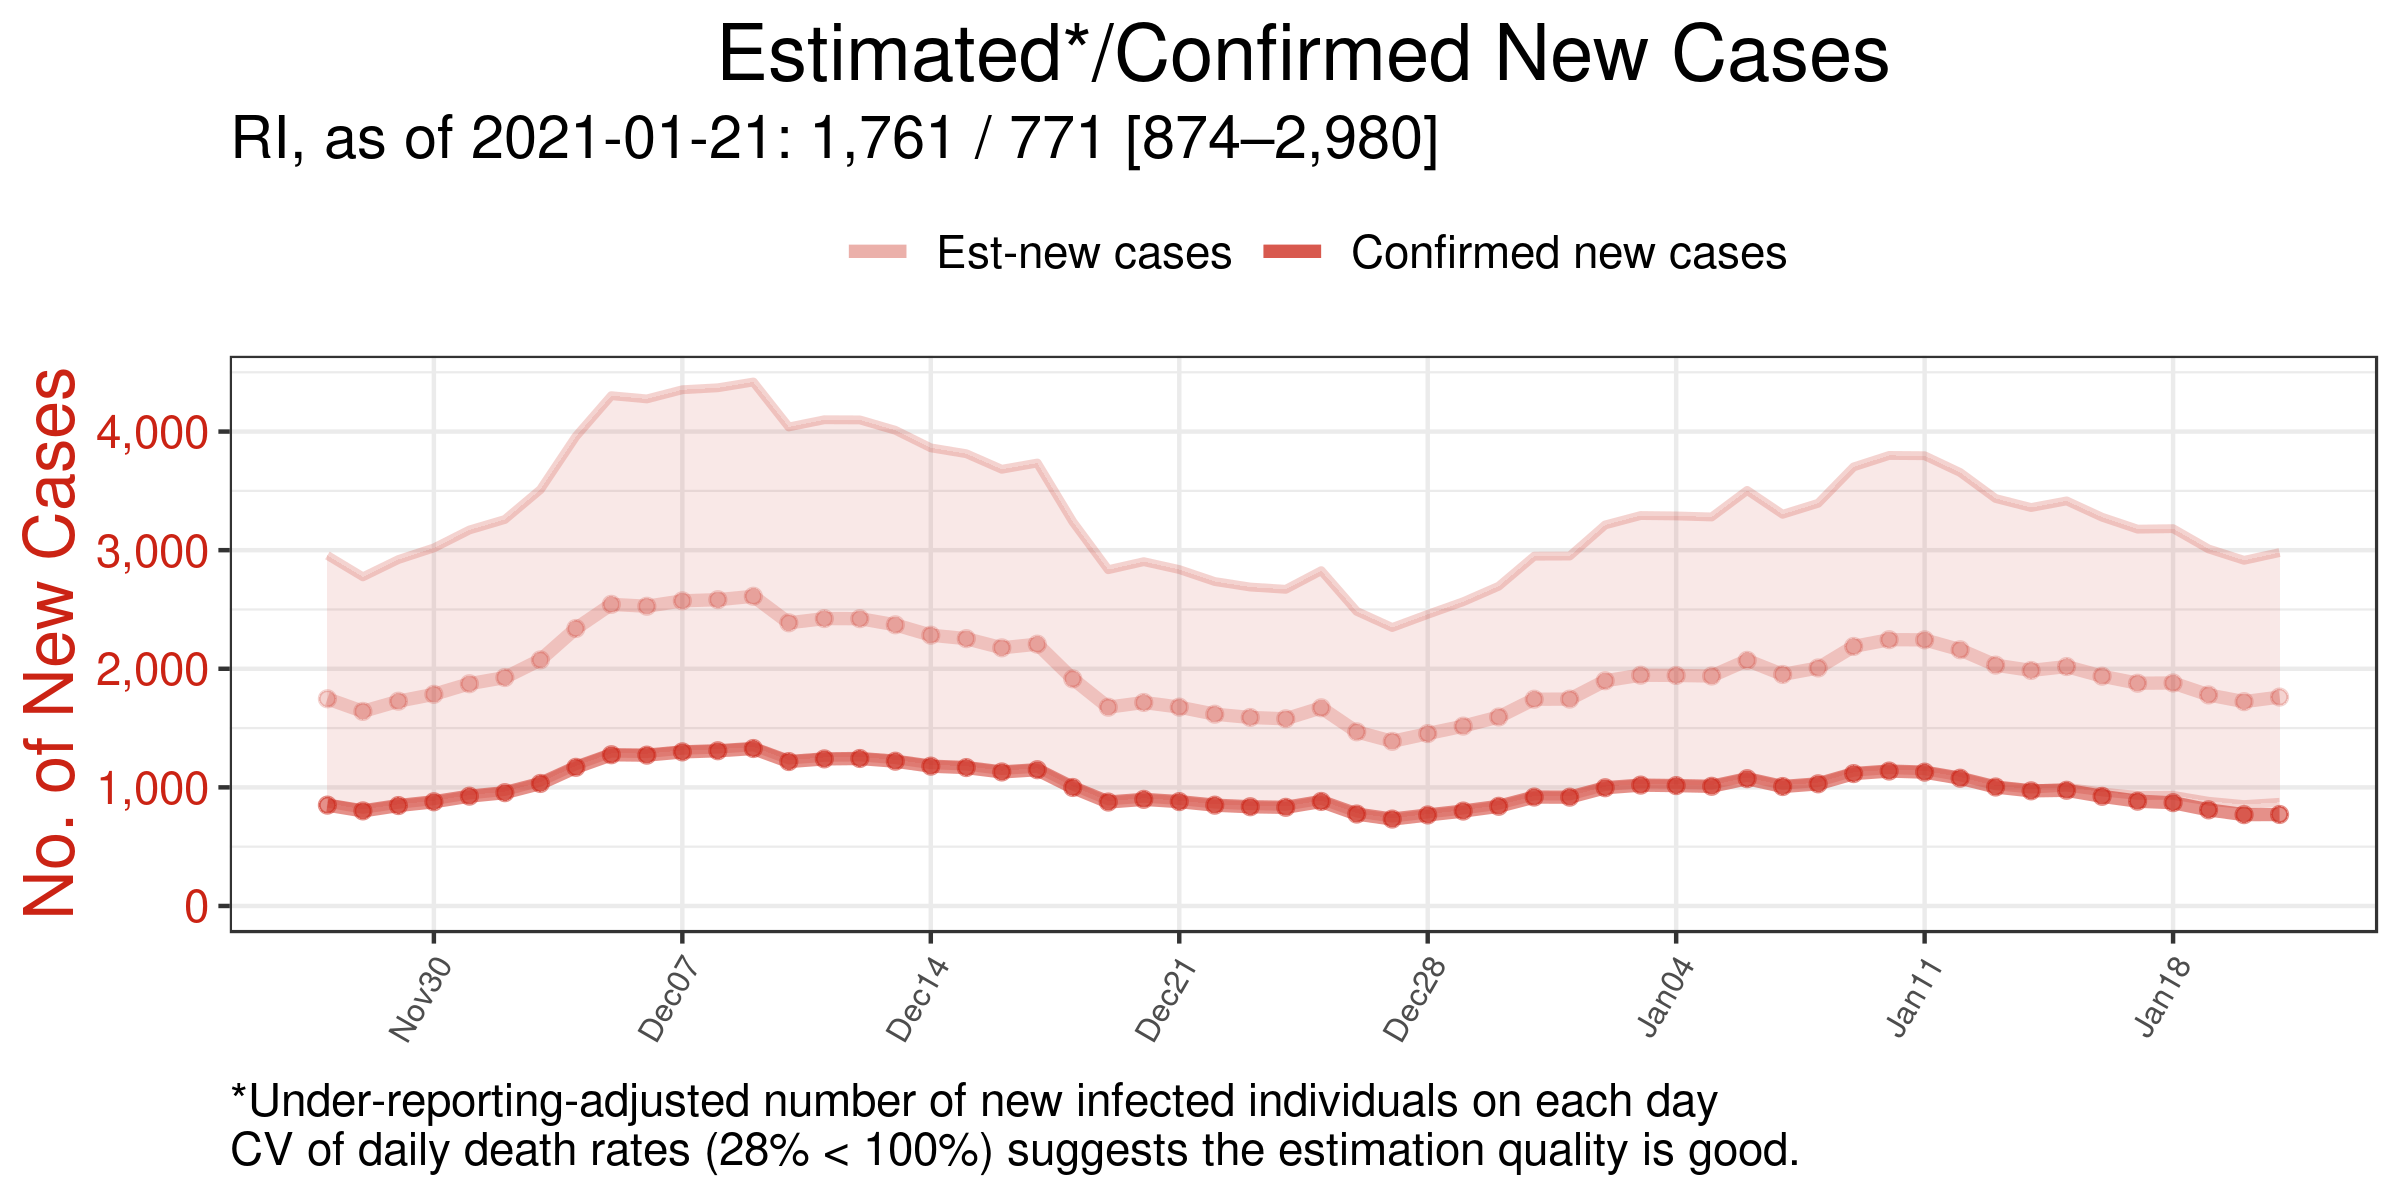 Estimated*/Confirmed New Cases
RI, as of 2021-01-21: 1,761 / 771 [874–2,980]
Est-new cases
Confirmed new cases
No. of New Cases
4,000
3,000
2,000
1,000
0
Nov30
Dec07
Dec14
Dec21
Dec28
Jan04
Jan11
Jan18
*Under-reporting-adjusted number of new infected individuals on each day
CV of daily death rates (28% < 100%) suggests the estimation quality is good.